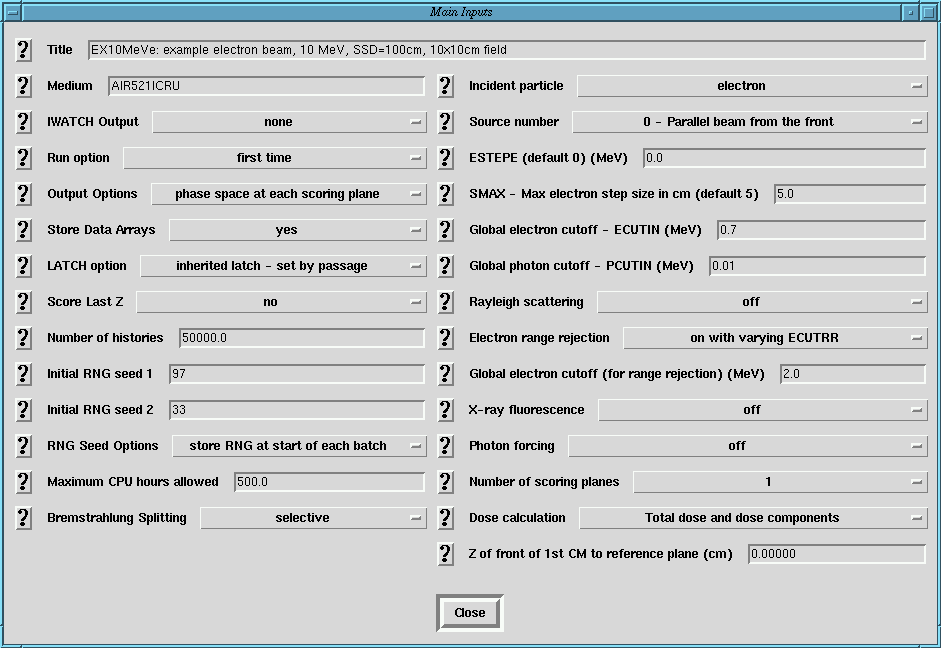 Main Inputs
? Title EX10MeVe: example electron beam, 10 MeV, SSD=100cm, 10x10cm field
? Medium AIR521ICRU ? Incident particle electron
? IWATCH Output none ? Source number 0 - Parallel beam from the front
? Run option first time ? ESTEPE (default 0) (MeV) 0.0
? Output Options phase space at each scoring plane ? SMAX - Max electron step size in cm (default 5) 5.0
? Store Data Arrays yes ? Global electron cutoff - ECUTIN (MeV) 0.7
? LATCH option inherited latch - set by passage ? Global photon cutoff - PCUTIN (MeV) 0.01
? Score Last Z no ? Rayleigh scattering off
? Number of histories 50000.0 ? Electron range rejection on with varying ECUTRR
? Initial RNG seed 1 97 ? Global electron cutoff (for range rejection) (MeV) 2.0
? Initial RNG seed 2 33 ? X-ray fluorescence off
? RNG Seed Options store RNG at start of each batch ? Photon forcing off
? Maximum CPU hours allowed 500.0 ? Number of scoring planes 1
? Bremstrahlung Splitting selective ? Dose calculation Total dose and dose components
? Z of front of 1st CM to reference plane (cm) 0.00000
Close